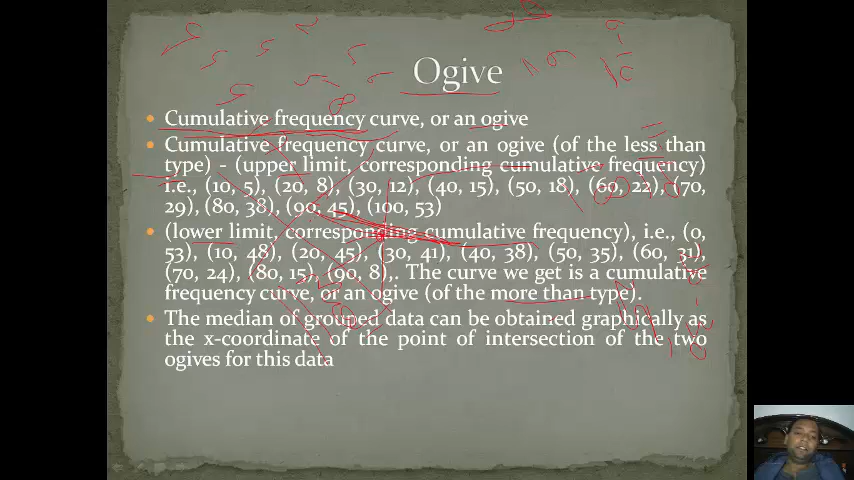 Ogive
Cumulative frequency curve, or an ogive
Cumulative frequency curve, or an ogive (of the less than
type) - (upper limit, corresponding cumulative frequency)
i.e., (10, 5), (20, 8), (30, 12), (40, 15), (50, 18), (60, 22), (70,
29), (80, 38), (90, 45), (100, 53)
(lower limit, corresponding cumulative frequency), i.e., (0,
53), (10, 48), (20, 45), (30, 41), (40, 38), (50, 35), (60, 31),
(70, 24), (80, 15), (90, 8),. The curve we get is a cumulative
frequency curve, or an ogive (of the more than type).
The median of grouped data can be obtained graphically as
the x-coordinate of the point of intersection of the two
ogives for this data